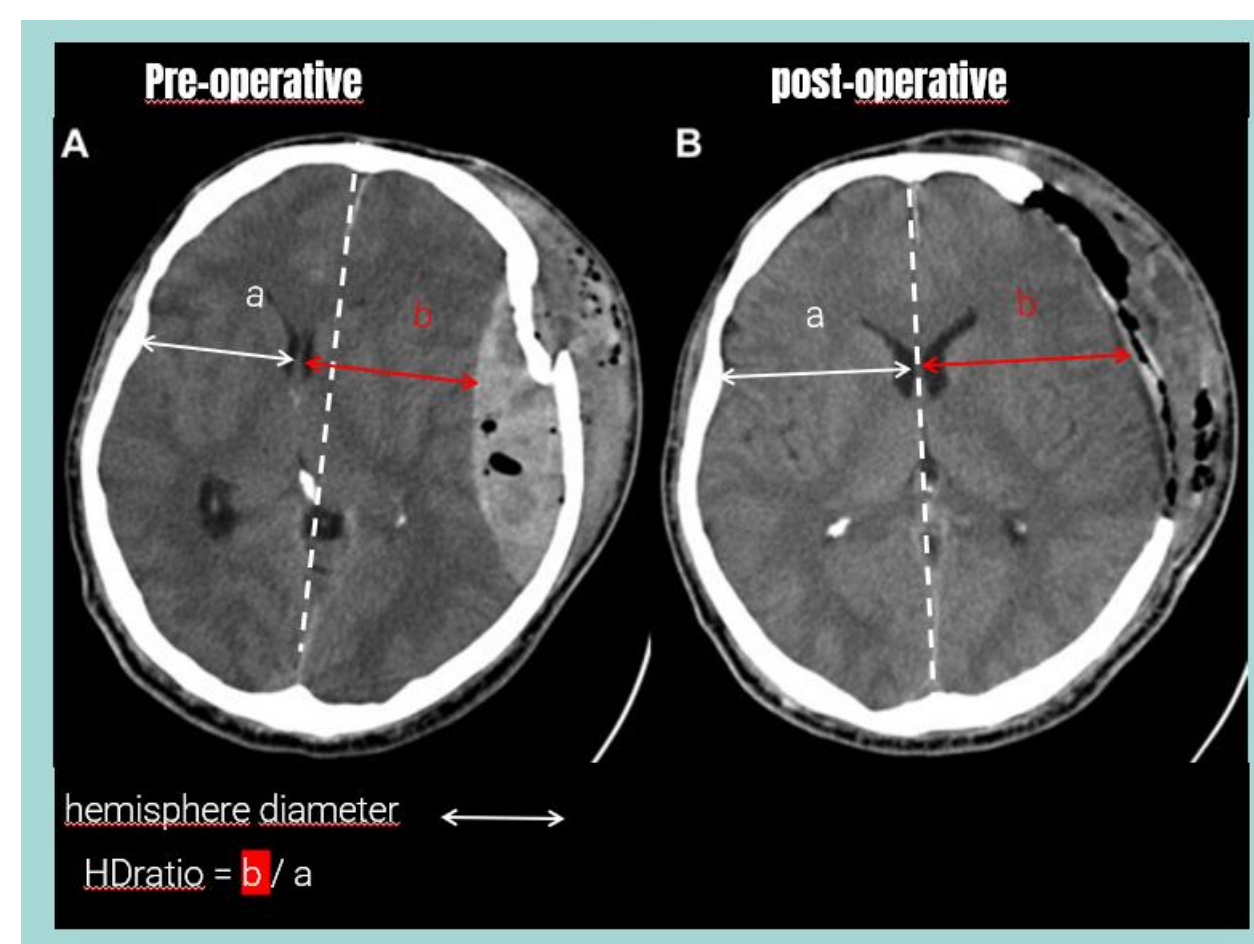 Pre-operative
post-operative
A
B
a
b
a
b
hemisphere diameter
HDratio = b / a